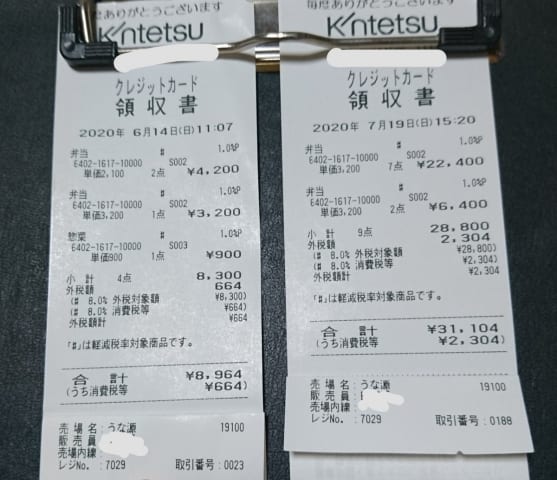 毎度ありがとうございます
Kintetsu
クレジットカード
領収書
2020年 6月14日(日)11:07
弁当 # 1.0%P
6402-1617-10000 S002
単価2,100 2点 ¥4,200
弁当 # 1.0%P
6402-1617-10000 S002
単価3,200 1点 ¥3,200
惣菜 # 1.0%P
6402-1617-10000 S003
単価900 1点 ¥900
小計 4点 8,300
外税額 664
(# 8.0% 外税対象額 ¥8,300)
(# 8.0% 消費税等 ¥664)
外税額計 ¥664
「#」は軽減税率対象商品です。
合計 ¥8,964
(うち消費税等 ¥664)
売場名:うな源 19100
販売員
売場内線:
レジNo. :7029 取引番号:0023
毎度ありがとうございます
Kintetsu
クレジットカード
領収書
2020年 7月19日(日)15:20
弁当 # 1.0%P
6402-1617-10000 S002
単価3,200 7点 ¥22,400
弁当 # 1.0%P
6402-1617-10000 S002
単価3,200 2点 ¥6,400
小計 9点 28,800
外税額 2,304
(# 8.0% 外税対象額 ¥28,800)
(# 8.0% 消費税等 ¥2,304)
外税額計 ¥2,304
「#」は軽減税率対象商品です。
合計 ¥31,104
(うち消費税等 ¥2,304)
売場名:うな源 19100
販売員:
売場内線:
レジNo. :7029 取引番号:0188